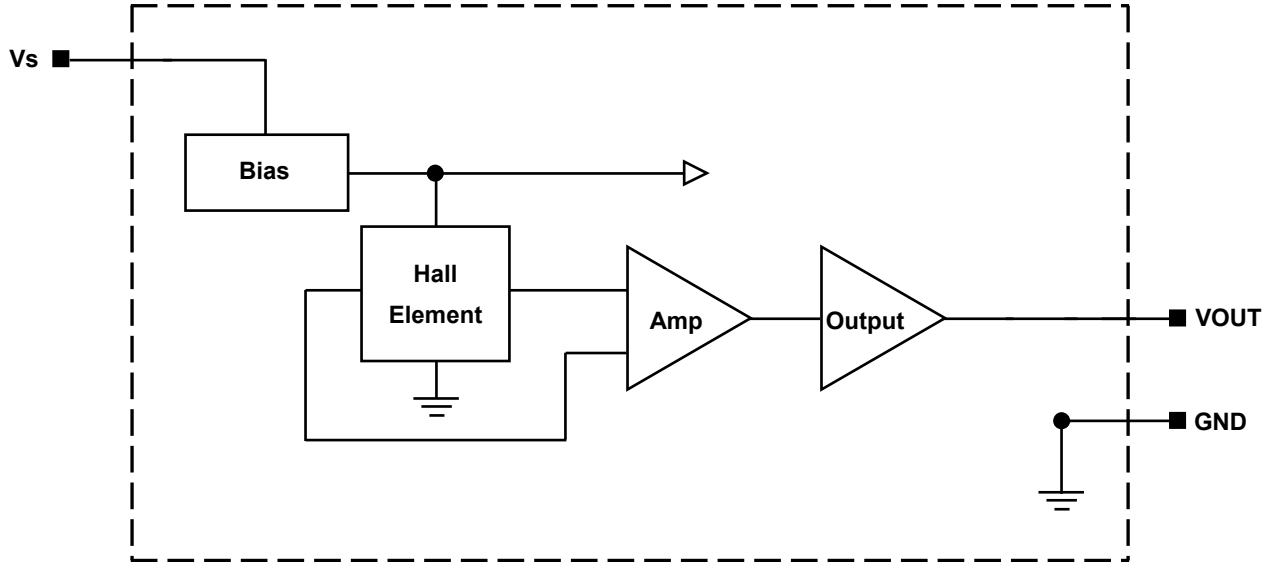 Vs
Bias
Hall
Element
Amp
Output
VOUT
GND